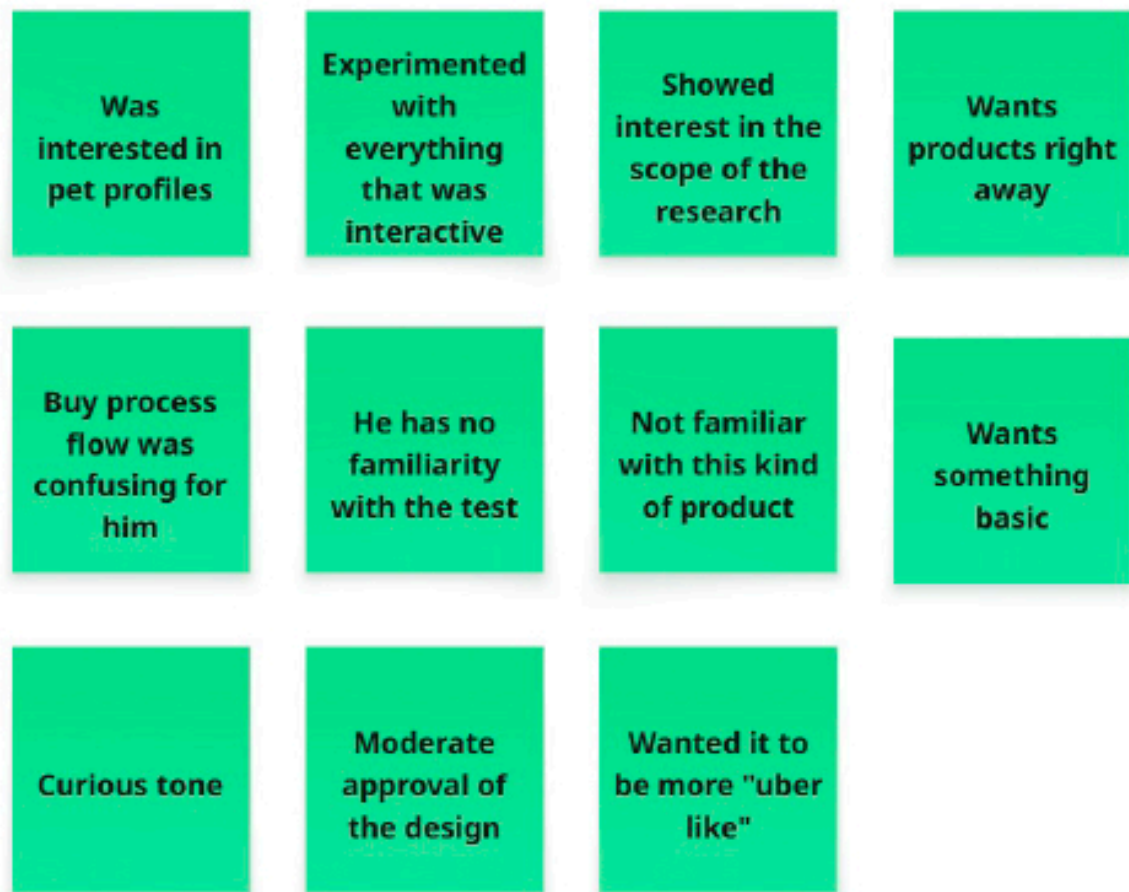 Was
interested in
pet profiles
Experimented
with
everything
that was
interactive
Showed
interest in the
scope of the
research
Wants
products right
away
Buy process
flow was
confusing for
him
He has no
familiarity
with the test
Not familiar
with this kind
of product
Wants
something
basic
Curious tone
Moderate
approval of
the design
Wanted it to
be more "uber
like"